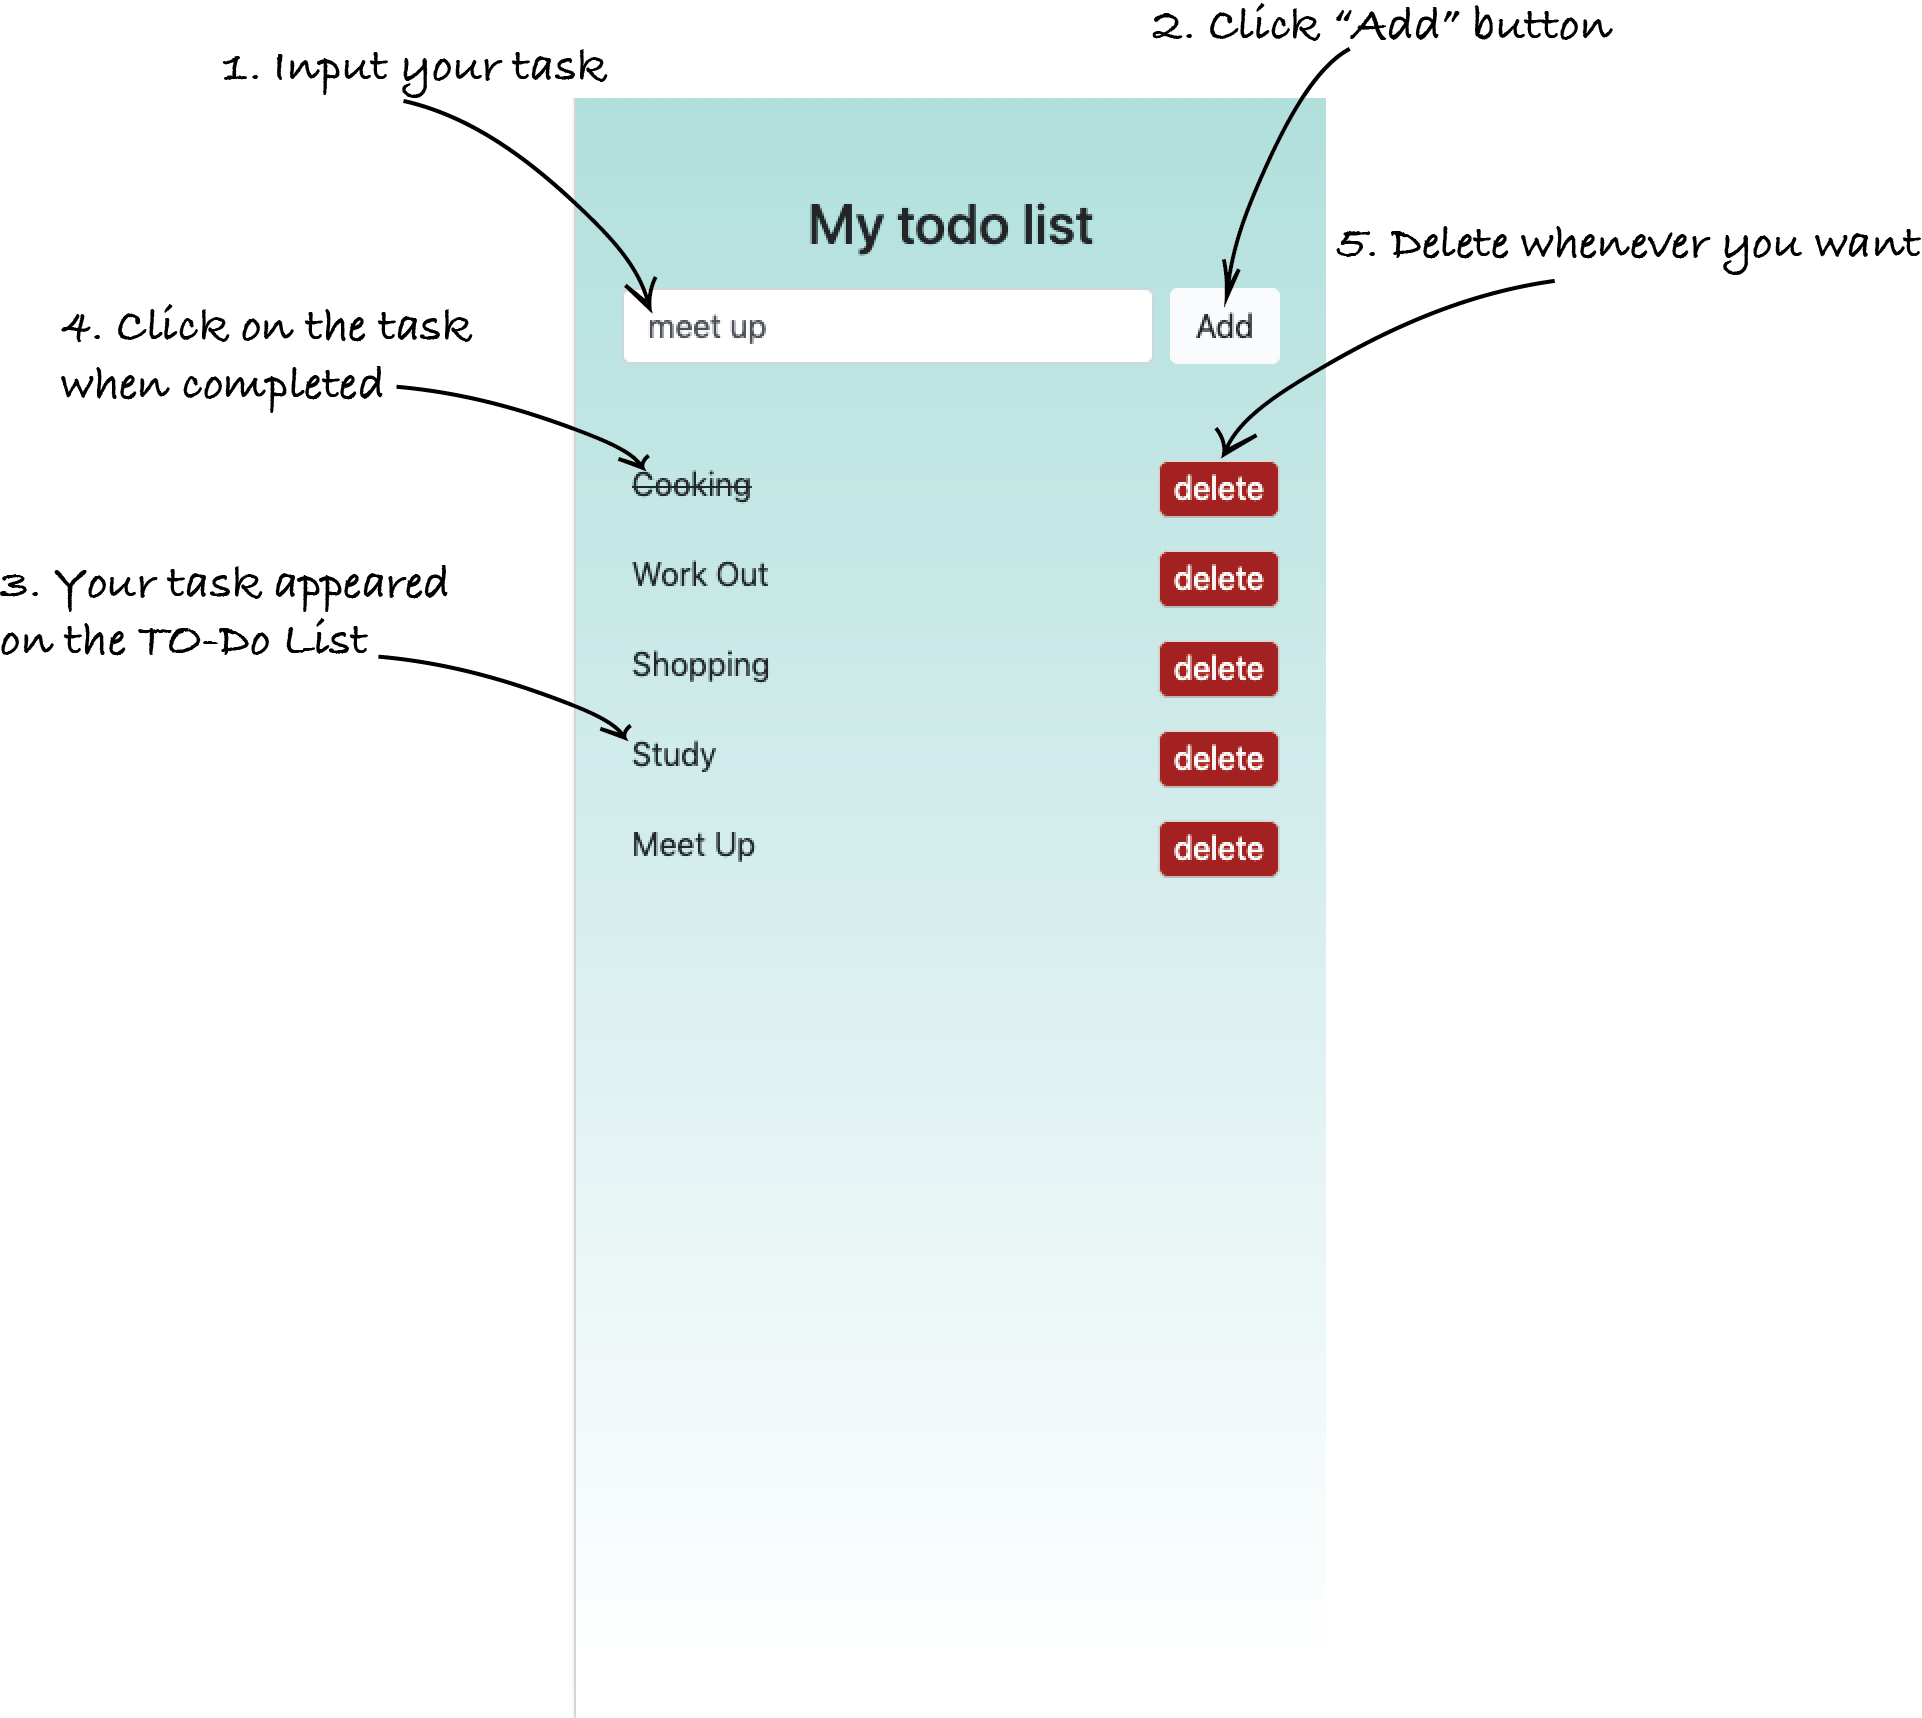 2. Click “Add” button
1. Input your task
My todo list
5. Delete whenever you want
meet up
Add
4. Click on the task
when completed
Cooking
delete
Work Out
delete
3. Your task appeared
on the TO-Do List
Shopping
delete
Study
delete
Meet Up
delete